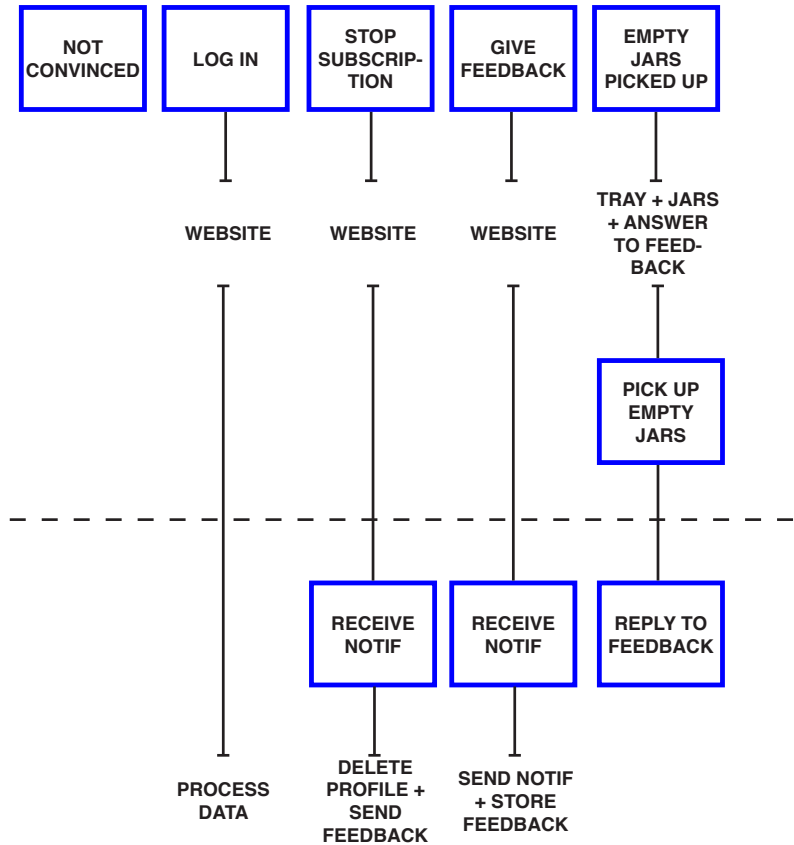 NOT
CONVINCED
LOG IN
STOP
SUBSCRIP-
TION
GIVE
FEEDBACK
EMPTY
JARS
PICKED UP
WEBSITE
WEBSITE
WEBSITE
TRAY + JARS
+ ANSWER
TO FEED-
BACK
PICK UP
EMPTY
JARS
RECEIVE
NOTIF
RECEIVE
NOTIF
REPLY TO
FEEDBACK
PROCESS
DATA
DELETE
PROFILE +
SEND
FEEDBACK
SEND NOTIF
+ STORE
FEEDBACK